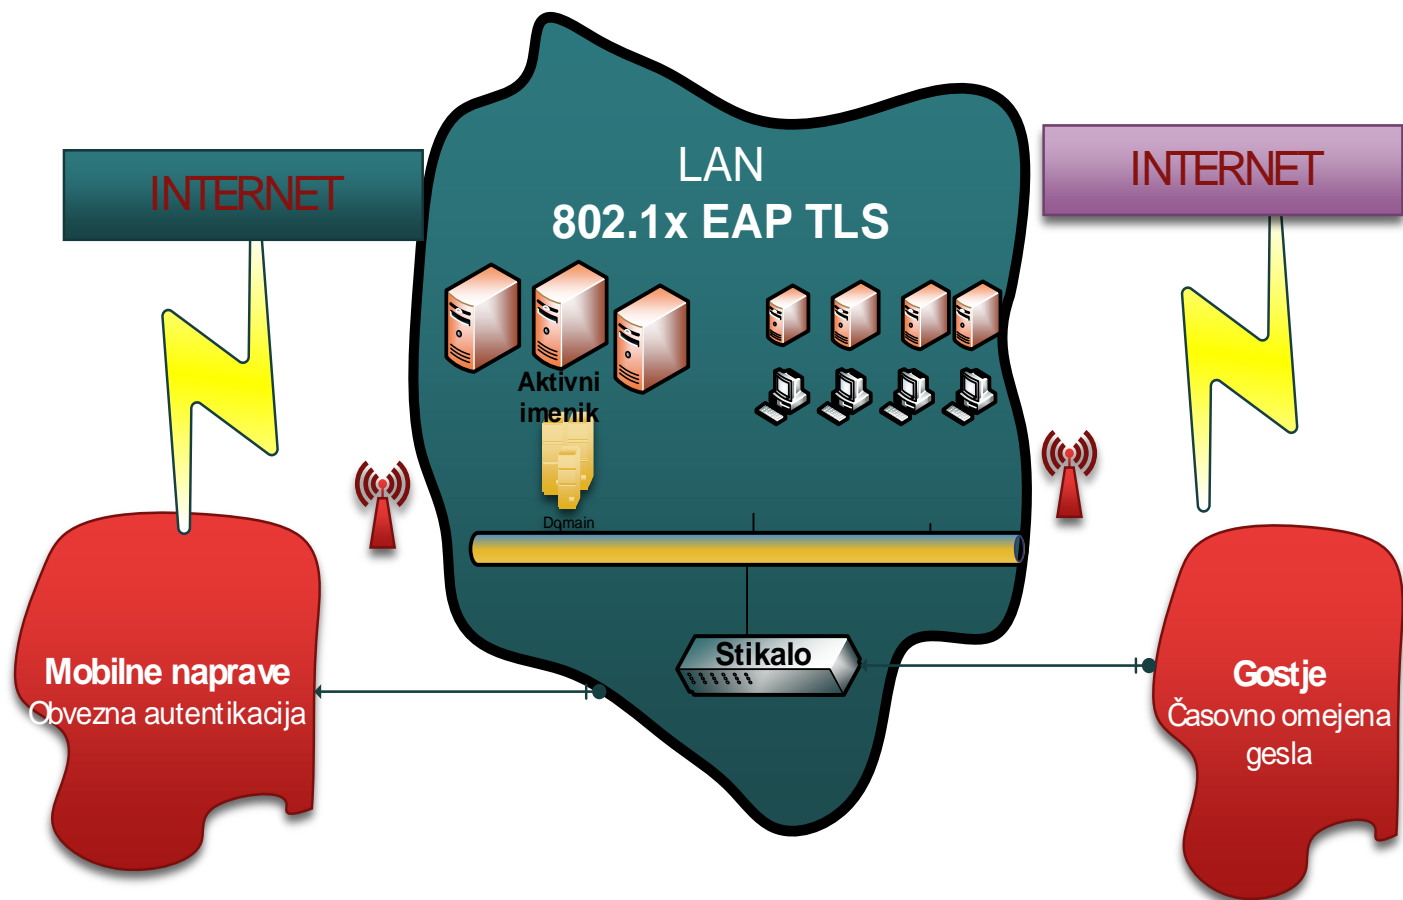 LAN
802.1x EAP TLS
INTERNET
INTERNET
Aktivni
imenik
Domain
Stikalo
Mobilne naprave
Obvezna autentikacija
Gostje
Časovno omejena
gesla